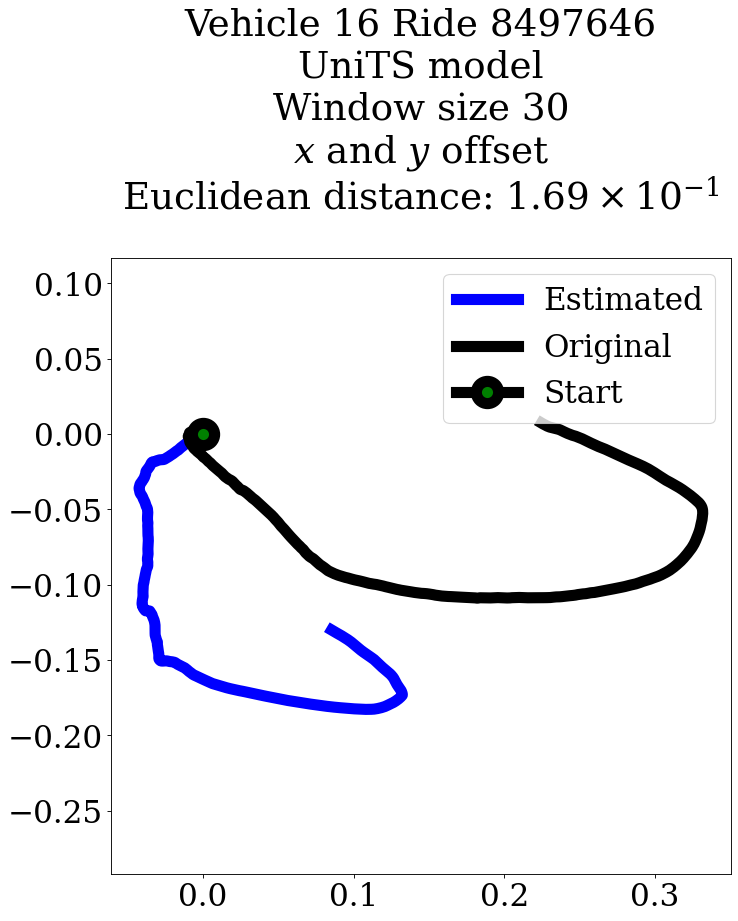 Vehicle 16 Ride 8497646
UniTS model
Window size 30
x and y offset
Euclidean distance: 1.69 × 10⁻¹
Estimated
Original
Start
0.10
0.05
0.00
−0.05
−0.10
−0.15
−0.20
−0.25
0.0 0.1 0.2 0.3